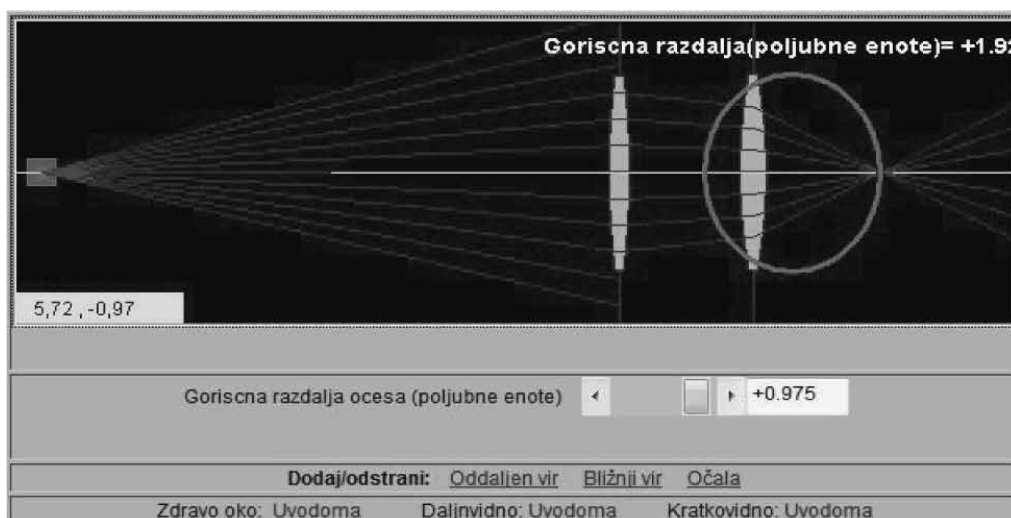 Goriscna razdalja(poljubne enote)= +1.92
5,72 , -0,97
Goriscna razdalja ocesa (poljubne enote) +0.975
Dodaj/odstrani: Oddaljen vir Bližnji vir Očala
Zdravo oko: Uvodoma Daljnvidno: Uvodoma Kratkovidno: Uvodoma